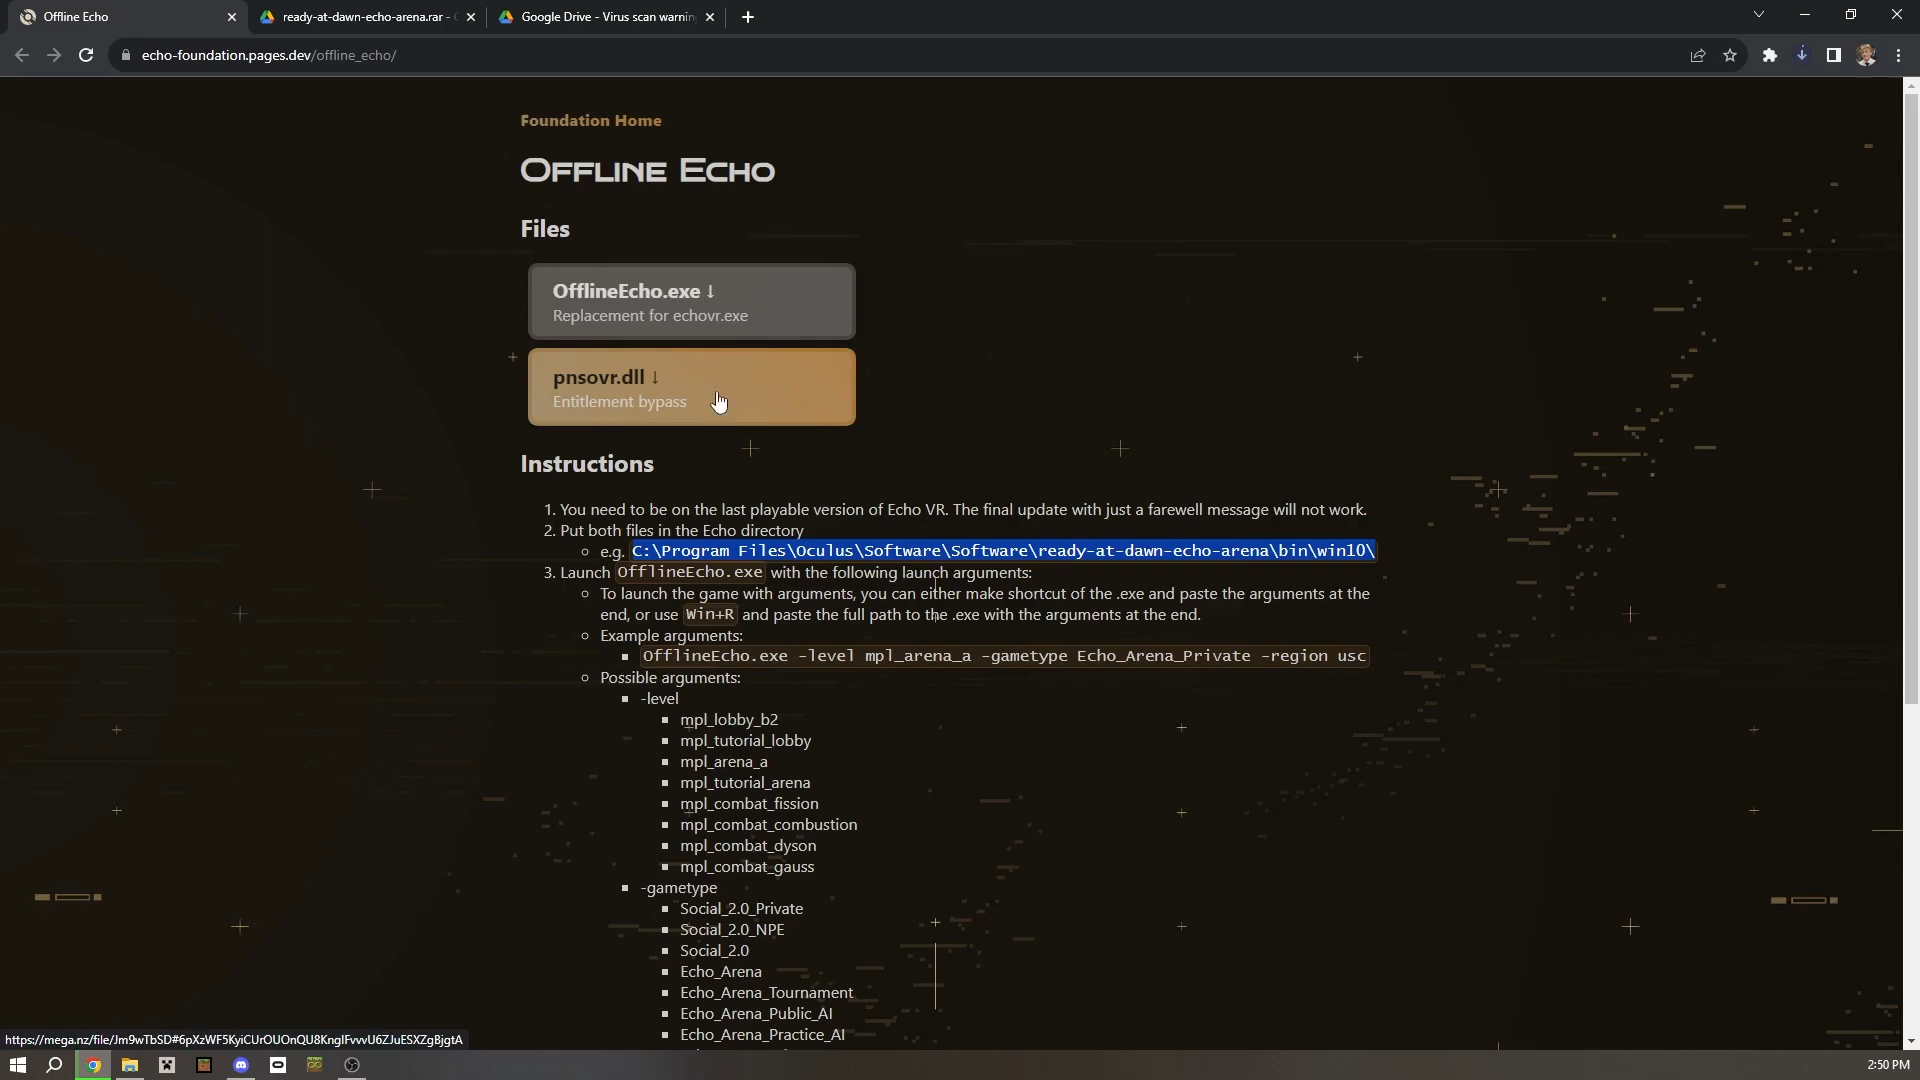 Offline Echo
ready-at-dawn-echo-arena.rar -
Google Drive - Virus scan warnin
echo-foundation.pages.dev/offline_echo/
Foundation Home
Offline Echo
Files
OfflineEcho.exe ↓
Replacement for echovr.exe
pnsovr.dll ↓
Entitlement bypass
Instructions
1. You need to be on the last playable version of Echo VR. The final update with just a farewell message will not work.
2. Put both files in the Echo directory
e.g. C:\Program Files\Oculus\Software\Software\ready-at-dawn-echo-arena\bin\win10\
3. Launch OfflineEcho.exe with the following launch arguments:
To launch the game with arguments, you can either make shortcut of the .exe and paste the arguments at the
end, or use Win+R and paste the full path to the .exe with the arguments at the end.
Example arguments:
OfflineEcho.exe -level mpl_arena_a -gametype Echo_Arena_Private -region usc
Possible arguments:
-level
mpl_lobby_b2
mpl_tutorial_lobby
mpl_arena_a
mpl_tutorial_arena
mpl_combat_fission
mpl_combat_combustion
mpl_combat_dyson
mpl_combat_gauss
-gametype
Social_2.0_Private
Social_2.0_NPE
Social_2.0
Echo_Arena
Echo_Arena_Tournament
Echo_Arena_Public_AI
Echo_Arena_Practice_AI
https://mega.nz/file/Jm9wTbSD#6pXzWF5KyiCUrOUOnQU8KnglFvvvU6ZJuESXZgBjgtA
2:50 PM